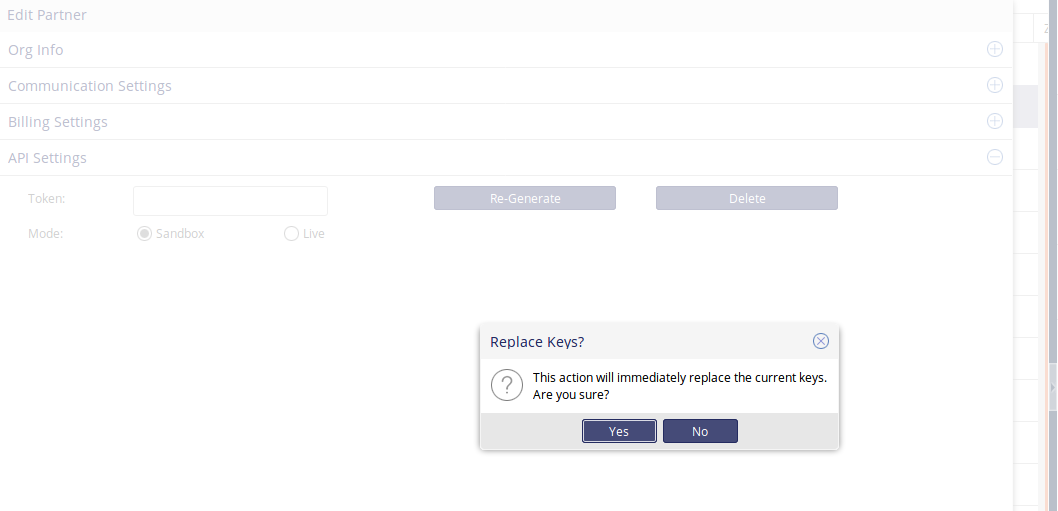 Edit Partner
Org Info
Communication Settings
Billing Settings
API Settings
Token:
Re-Generate
Delete
Mode:
Sandbox
Live
Replace Keys?
?
This action will immediately replace the current keys.
Are you sure?
Yes
No